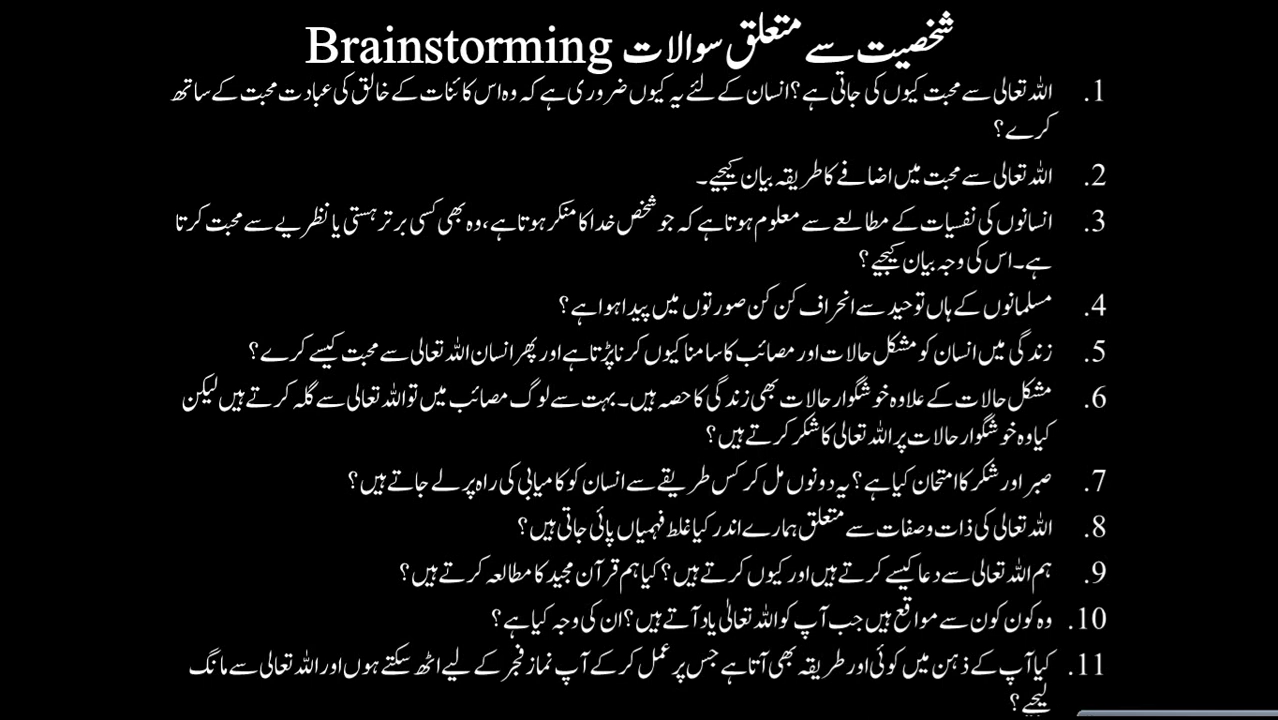 شخصیت سے متعلق سوالات Brainstorming
1. اللہ تعالی سے محبت کیوں کی جاتی ہے؟ انسان کے لئے یہ کیوں ضروری ہے کہ وہ اس کائنات کے خالق کی عبادت محبت کے ساتھ
کرے؟
2. اللہ تعالی سے محبت میں اضافے کا طریقہ بیان کیجیے۔
3. انسانوں کی نفسیات کے مطالعے سے معلوم ہوتا ہے کہ جو شخص خدا کا منکر ہوتا ہے، وہ بھی کسی برتر ہستی یا نظریے سے محبت کرتا
ہے۔ اس کی وجہ بیان کیجیے؟
4. مسلمانوں کے ہاں توحید سے انحراف کن کن صورتوں میں پیدا ہوا ہے؟
5. زندگی میں انسان کو مشکل حالات اور مصائب کا سامنا کیوں کرنا پڑتا ہے اور پھر انسان اللہ تعالی سے محبت کیسے کرے؟
6. مشکل حالات کے علاوہ خوشگوار حالات بھی زندگی کا حصہ ہیں۔ بہت سے لوگ مصائب میں تو اللہ تعالی سے گلہ کرتے ہیں لیکن
کیا وہ خوشگوار حالات پر اللہ تعالی کا شکر کرتے ہیں؟
7. صبر اور شکر کا امتحان کیا ہے؟ یہ دونوں مل کر کس طریقے سے انسان کو کامیابی کی راہ پر لے جاتے ہیں؟
8. اللہ تعالی کی ذات و صفات سے متعلق ہمارے اندر کیا غلط فہمیاں پائی جاتی ہیں؟
9. ہم اللہ تعالی سے دعا کیسے کرتے ہیں اور کیوں کرتے ہیں؟ کیا ہم قرآن مجید کا مطالعہ کرتے ہیں؟
10. وہ کون کون سے مواقع ہیں جب آپ کو اللہ تعالیٰ یاد آتے ہیں؟ ان کی وجہ کیا ہے؟
11. کیا آپ کے ذہن میں کوئی اور طریقہ بھی آتا ہے جس پر عمل کر کے آپ نماز فجر کے لیے اٹھ سکتے ہوں اور اللہ تعالی سے مانگ
لیجیے؟